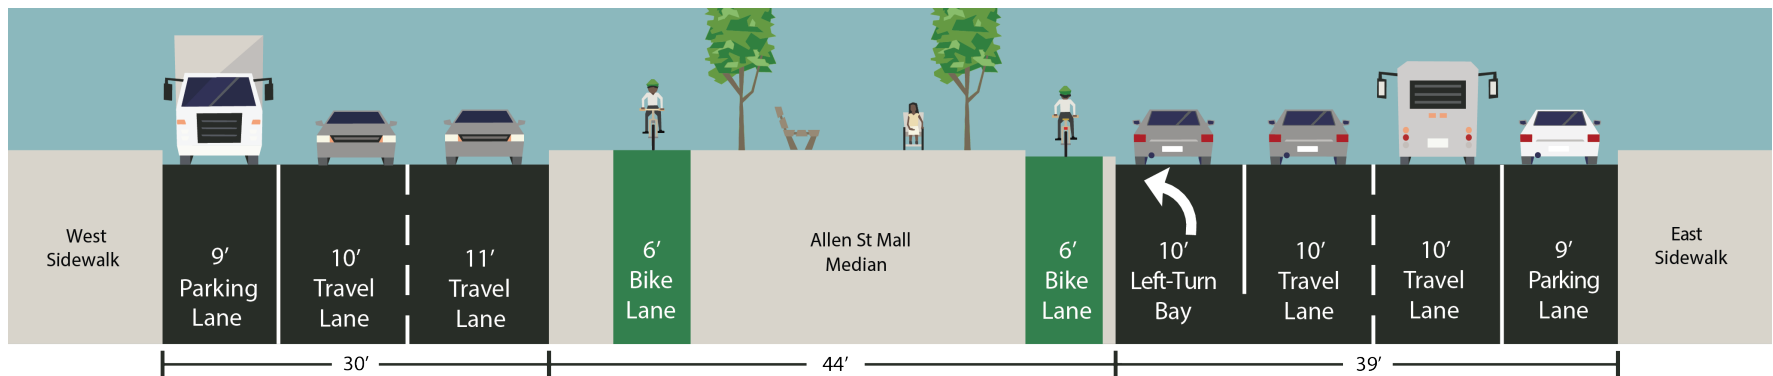 West
Sidewalk
9’
Parking
Lane
10’
Travel
Lane
11’
Travel
Lane
6’
Bike
Lane
Allen St Mall
Median
6’
Bike
Lane
10’
Left-Turn
Bay
10’
Travel
Lane
10’
Travel
Lane
9’
Parking
Lane
East
Sidewalk
30’
44’
39’